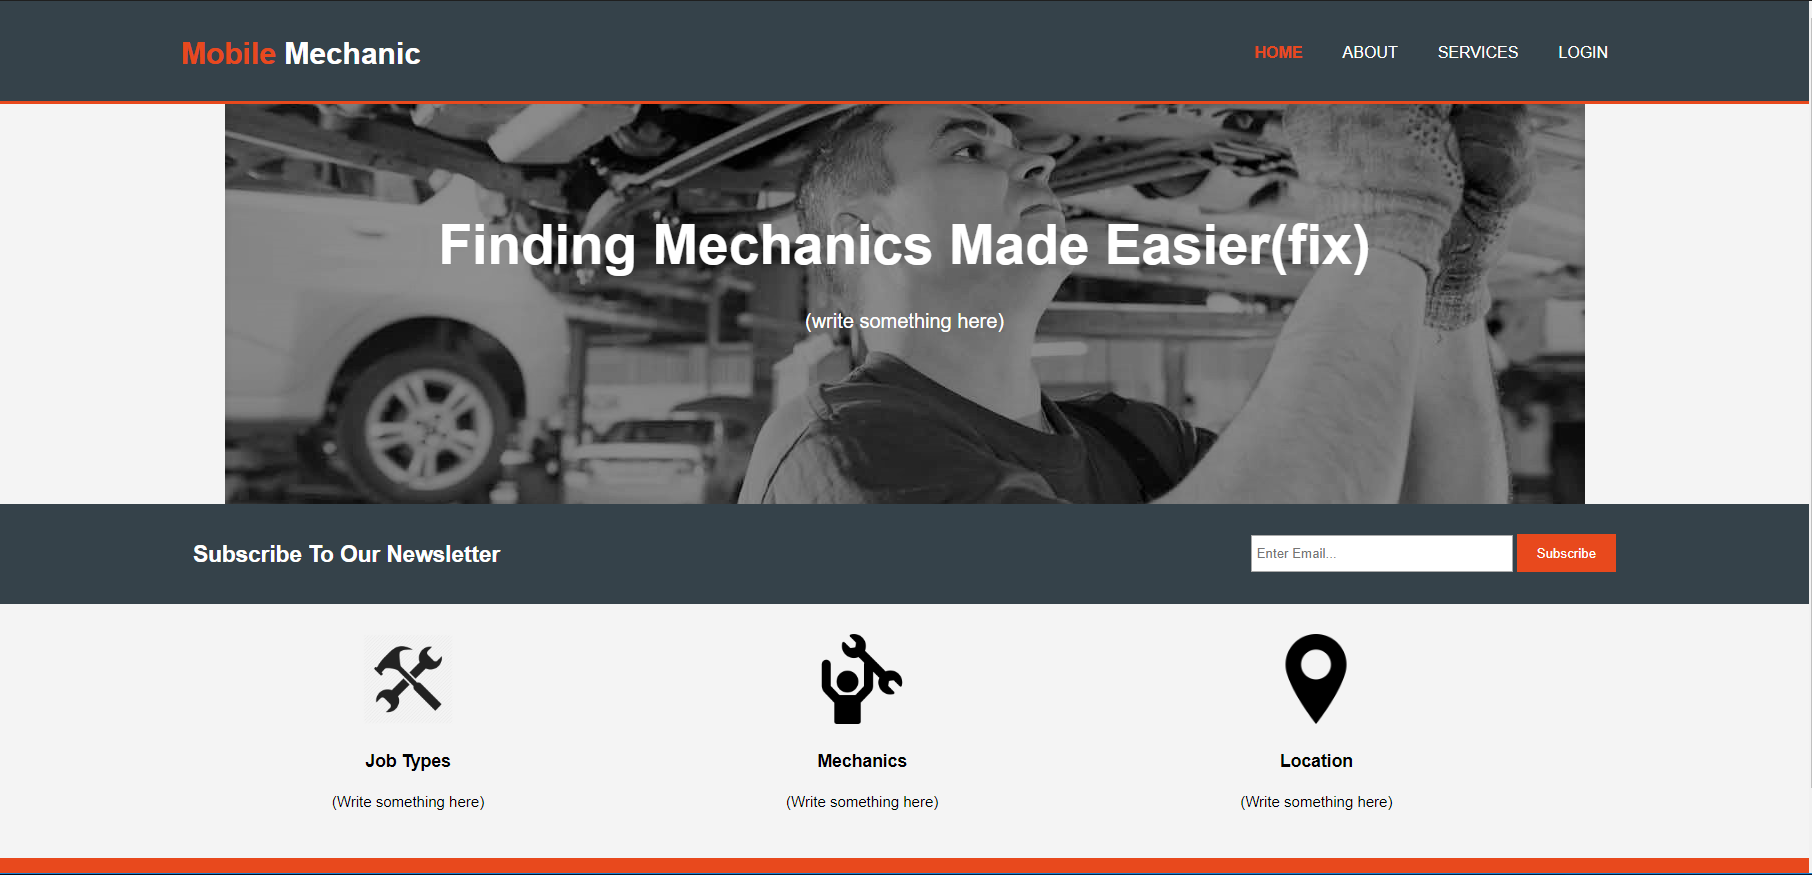 Mobile Mechanic
HOME ABOUT SERVICES LOGIN
Finding Mechanics Made Easier(fix)
(write something here)
Subscribe To Our Newsletter
Enter Email...
Subscribe
Job Types
(Write something here)
Mechanics
(Write something here)
Location
(Write something here)